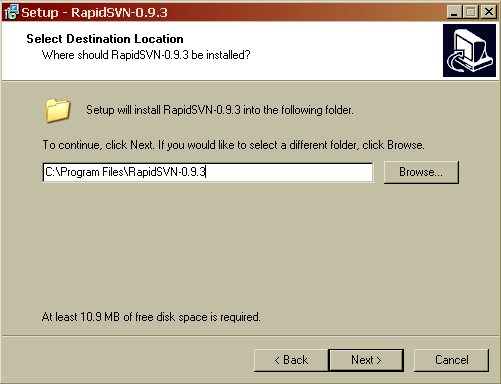 Setup - RapidSVN-0.9.3
Select Destination Location
Where should RapidSVN-0.9.3 be installed?
Setup will install RapidSVN-0.9.3 into the following folder.
To continue, click Next. If you would like to select a different folder, click Browse.
C:\Program Files\RapidSVN-0.9.3
Browse...
At least 10.9 MB of free disk space is required.
< Back
Next >
Cancel